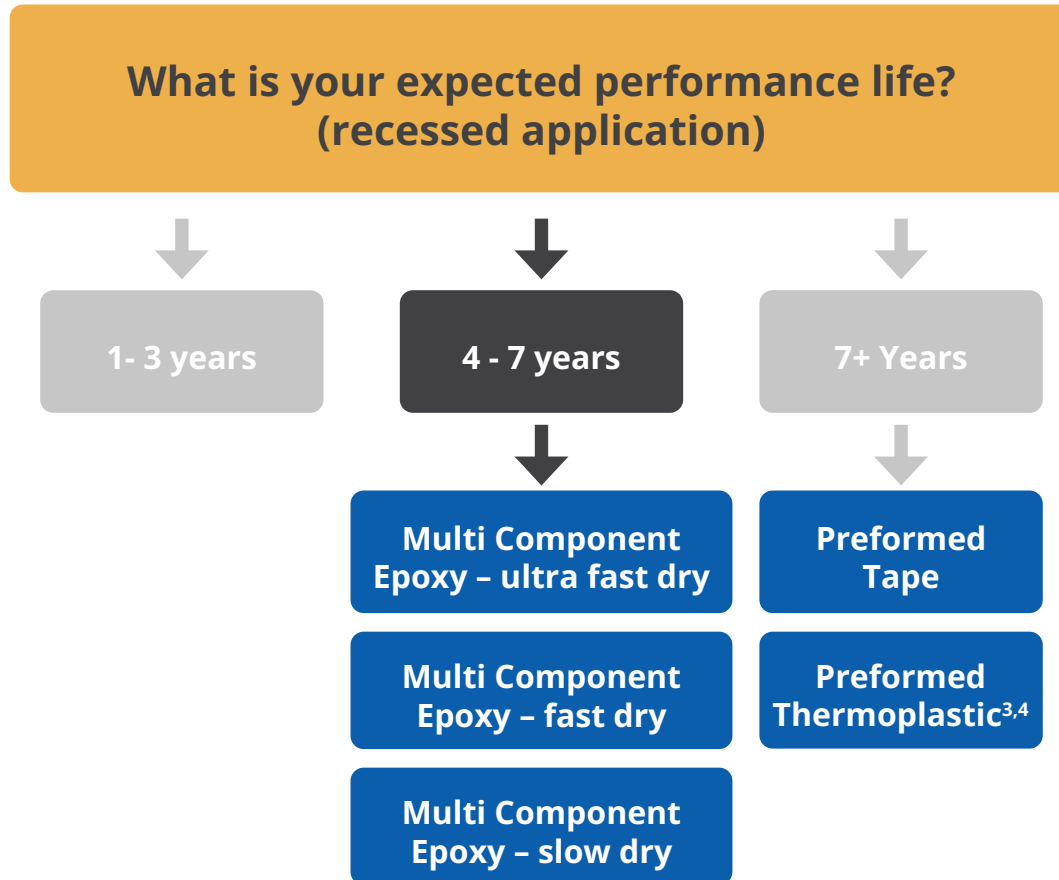 What is your expected performance life?
(recessed application)
1- 3 years
4 - 7 years
7+ Years
Multi Component
Epoxy – ultra fast dry
Preformed
Tape
Multi Component
Epoxy – fast dry
Preformed
Thermoplastic3,4
Multi Component
Epoxy – slow dry